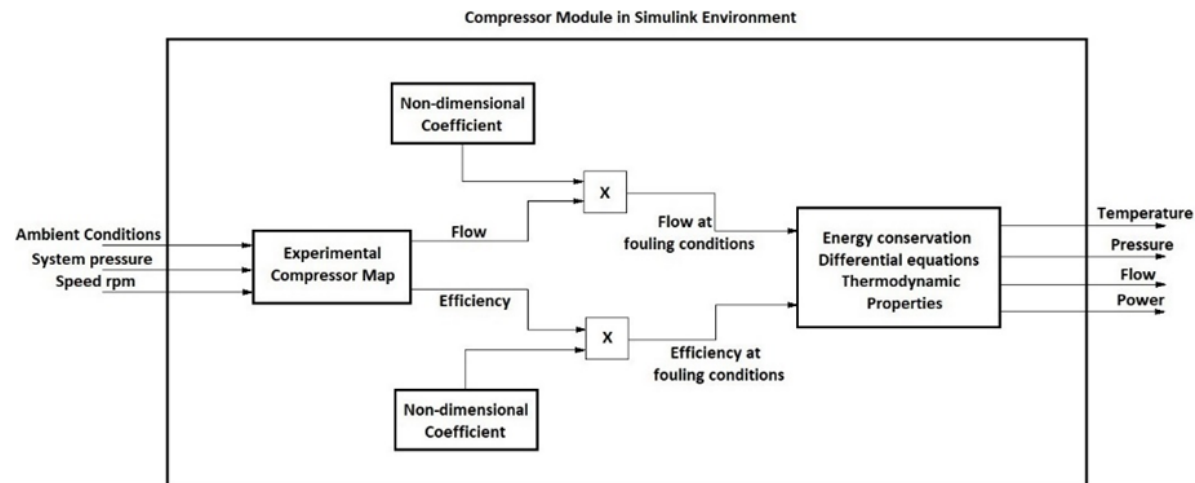 Compressor Module in Simulink Environment
Non-dimensional
Coefficient
X
Flow at
fouling conditions
Ambient Conditions
System pressure
Speed rpm
Experimental
Compressor Map
Flow
Efficiency
Energy conservation
Differential equations
Thermodynamic
Properties
Temperature
Pressure
Flow
Power
X
Efficiency at
fouling conditions
Non-dimensional
Coefficient